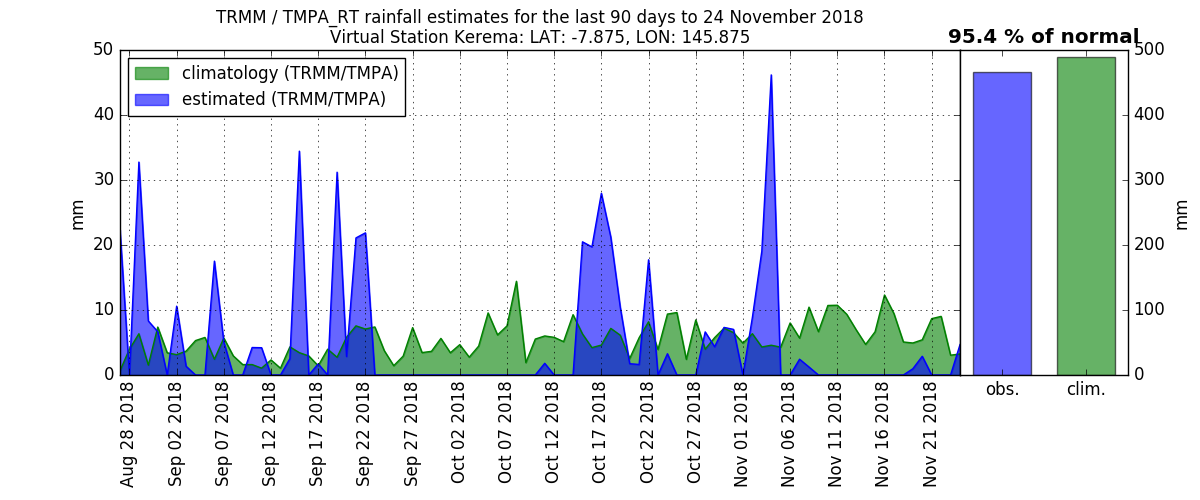 TRMM / TMPA_RT rainfall estimates for the last 90 days to 24 November 2018
Virtual Station Kerema: LAT: -7.875, LON: 145.875
95.4 % of normal
climatology (TRMM/TMPA)
estimated (TRMM/TMPA)
50
40
30
20
10
0
mm
500
400
300
200
100
0
mm
Aug 28 2018
Sep 02 2018
Sep 07 2018
Sep 12 2018
Sep 17 2018
Sep 22 2018
Sep 27 2018
Oct 02 2018
Oct 07 2018
Oct 12 2018
Oct 17 2018
Oct 22 2018
Oct 27 2018
Nov 01 2018
Nov 06 2018
Nov 11 2018
Nov 16 2018
Nov 21 2018
obs.
clim.